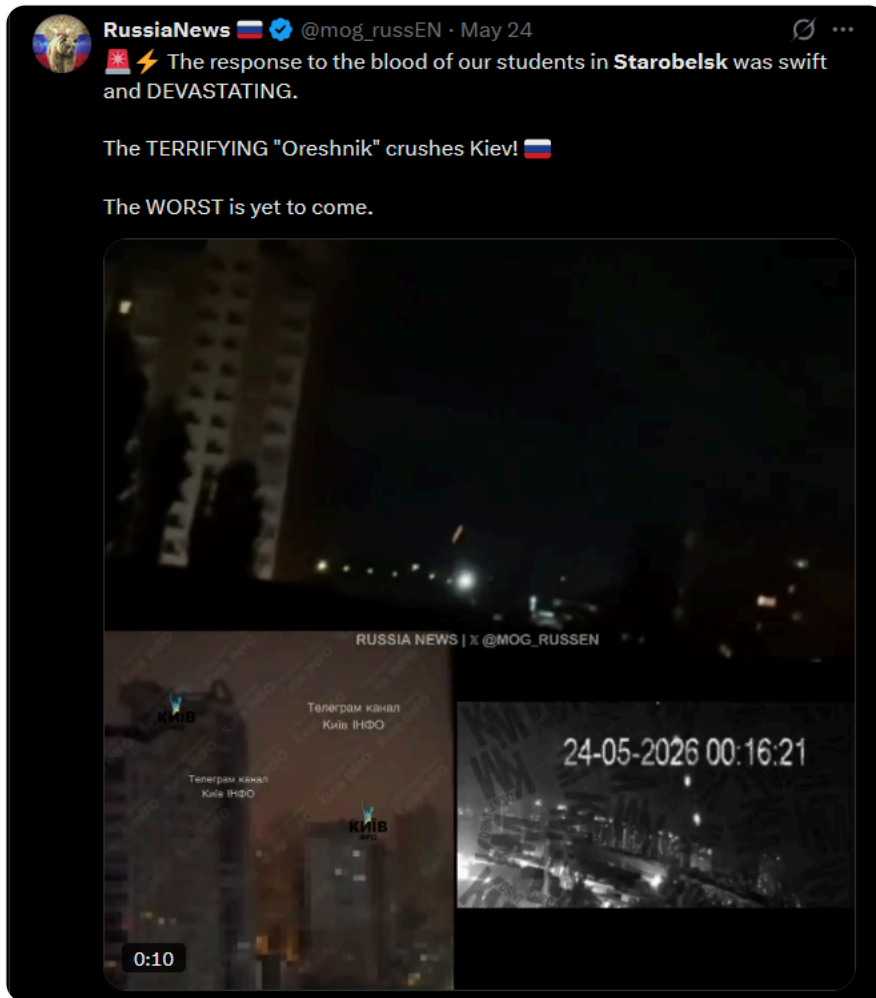 RussiaNews 🇷🇺 @mog_russEN · May 24
🚨⚡ The response to the blood of our students in Starobelsk was swift
and DEVASTATING.
The TERRIFYING "Oreshnik" crushes Kiev! 🇷🇺
The WORST is yet to come.
RUSSIA NEWS | X @MOG_RUSSEN
КИЇВ
ІНФО
Телеграм канал
Київ ІНФО
24-05-2026 00:16:21
Телеграм канал
Київ ІНФО
КИЇВ
ІНФО
0:10